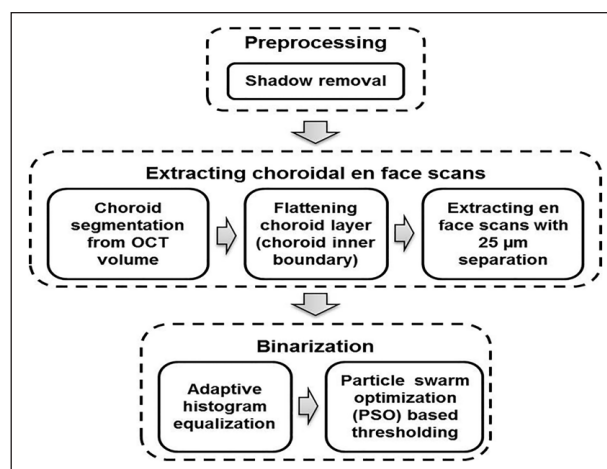 Preprocessing
Shadow removal
Extracting choroidal en face scans
Choroid
segmentation
from OCT
volume
Flattening
choroid layer
(choroid inner
boundary)
Extracting en
face scans with
25 µm
separation
Binarization
Adaptive
histogram
equalization
Particle swarm
optimization
(PSO) based
thresholding